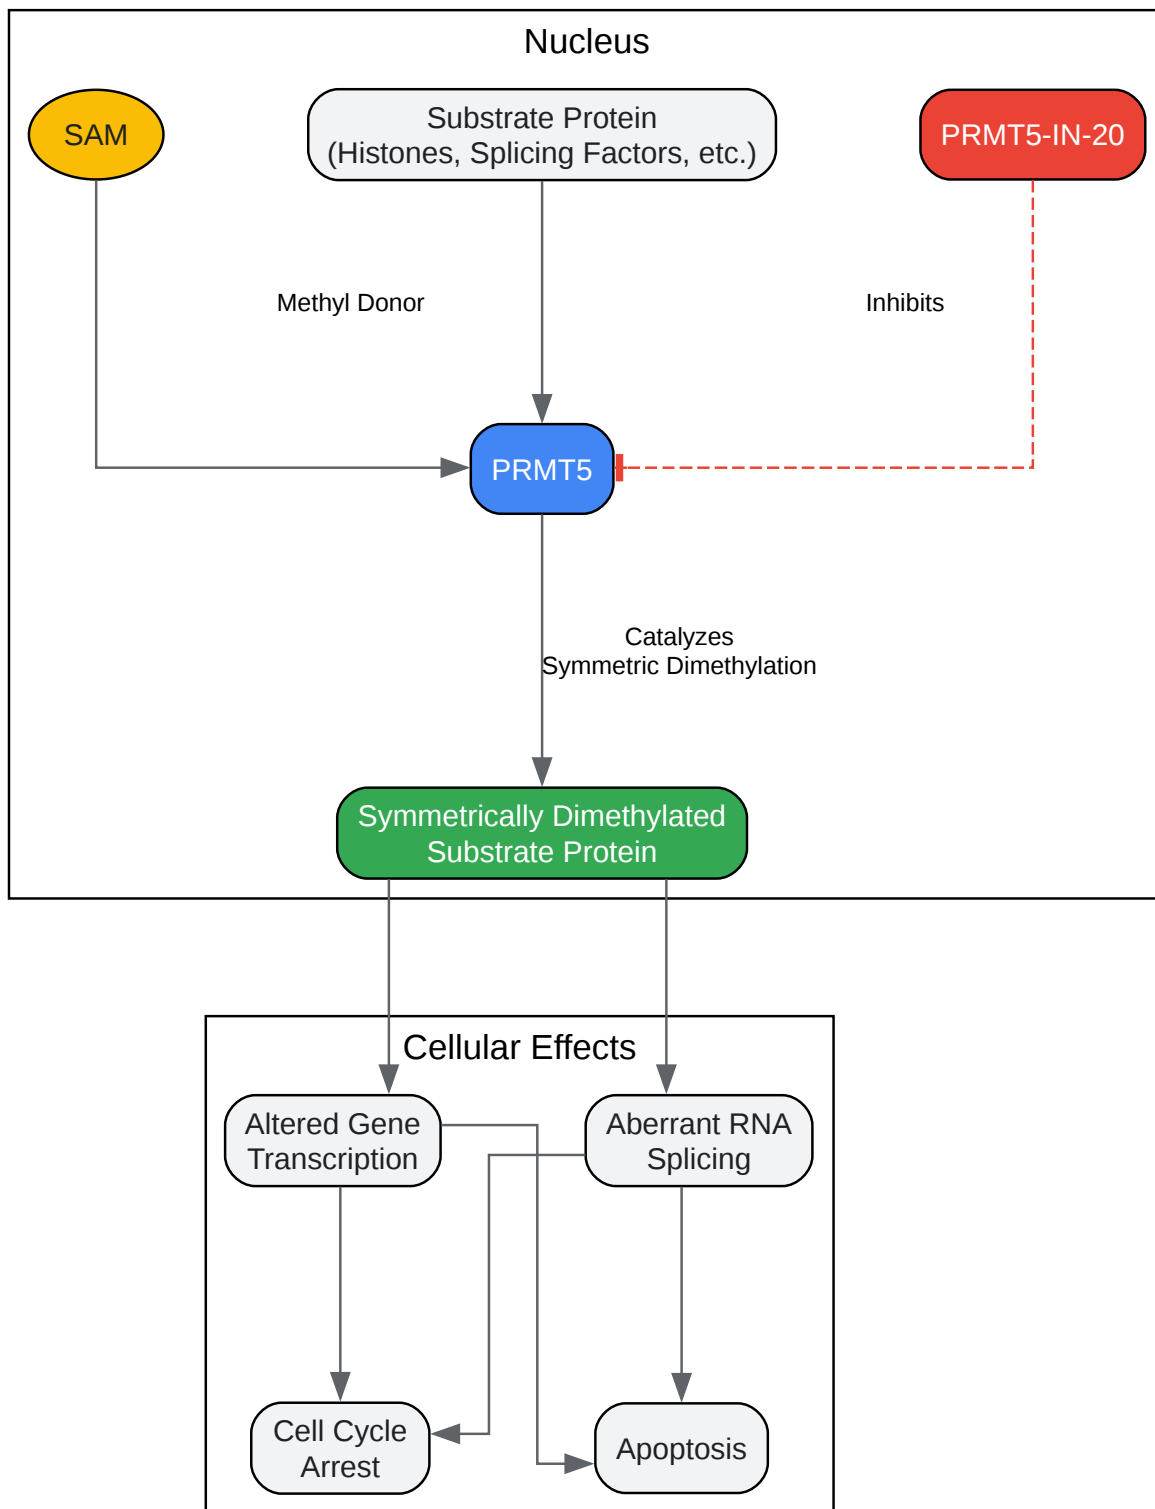 Nucleus
SAM
Substrate Protein
(Histones, Splicing Factors, etc.)
PRMT5-IN-20
Methyl Donor
Inhibits
PRMT5
Catalyzes
Symmetric Dimethylation
Symmetrically Dimethylated
Substrate Protein
Cellular Effects
Altered Gene
Transcription
Aberrant RNA
Splicing
Cell Cycle
Arrest
Apoptosis